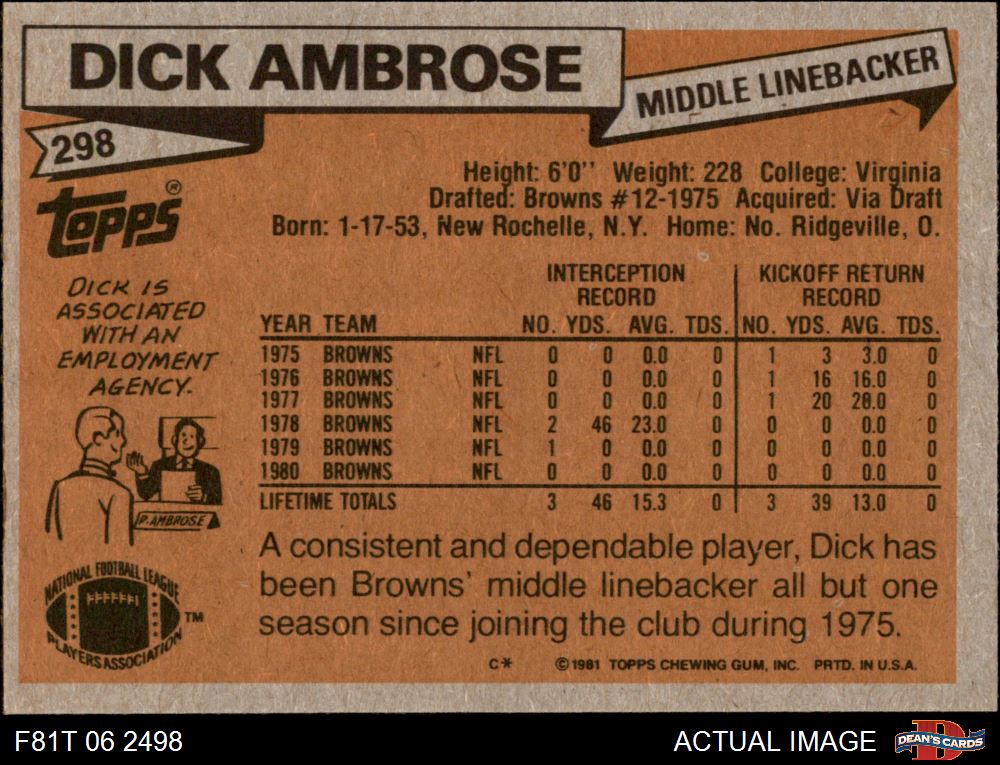 DICK AMBROSE
MIDDLE LINEBACKER
298
TOPPS®
Height: 6'0'' Weight: 228 College: Virginia
Drafted: Browns #12-1975 Acquired: Via Draft
Born: 1-17-53, New Rochelle, N.Y. Home: No. Ridgeville, O.
DICK IS
ASSOCIATED
WITH AN
EMPLOYMENT
AGENCY.
D. AMBROSE
INTERCEPTION RECORD KICKOFF RETURN RECORD
YEAR TEAM NO. YDS. AVG. TDS. NO. YDS. AVG. TDS.
1975 BROWNS NFL 0 0 0.0 0 1 3 3.0 0
1976 BROWNS NFL 0 0 0.0 0 1 16 16.0 0
1977 BROWNS NFL 0 0 0.0 0 1 20 20.0 0
1978 BROWNS NFL 2 46 23.0 0 0 0 0.0 0
1979 BROWNS NFL 1 0 0.0 0 0 0 0.0 0
1980 BROWNS NFL 0 0 0.0 0 0 0 0.0 0
LIFETIME TOTALS 3 46 15.3 0 3 39 13.0 0
A consistent and dependable player, Dick has
been Browns' middle linebacker all but one
season since joining the club during 1975.
NATIONAL FOOTBALL LEAGUE
PLAYERS ASSOCIATION
TM
C* ©1981 TOPPS CHEWING GUM, INC. PRTD. IN U.S.A.
F81T 06 2498
ACTUAL IMAGE
D
DEAN'S CARDS